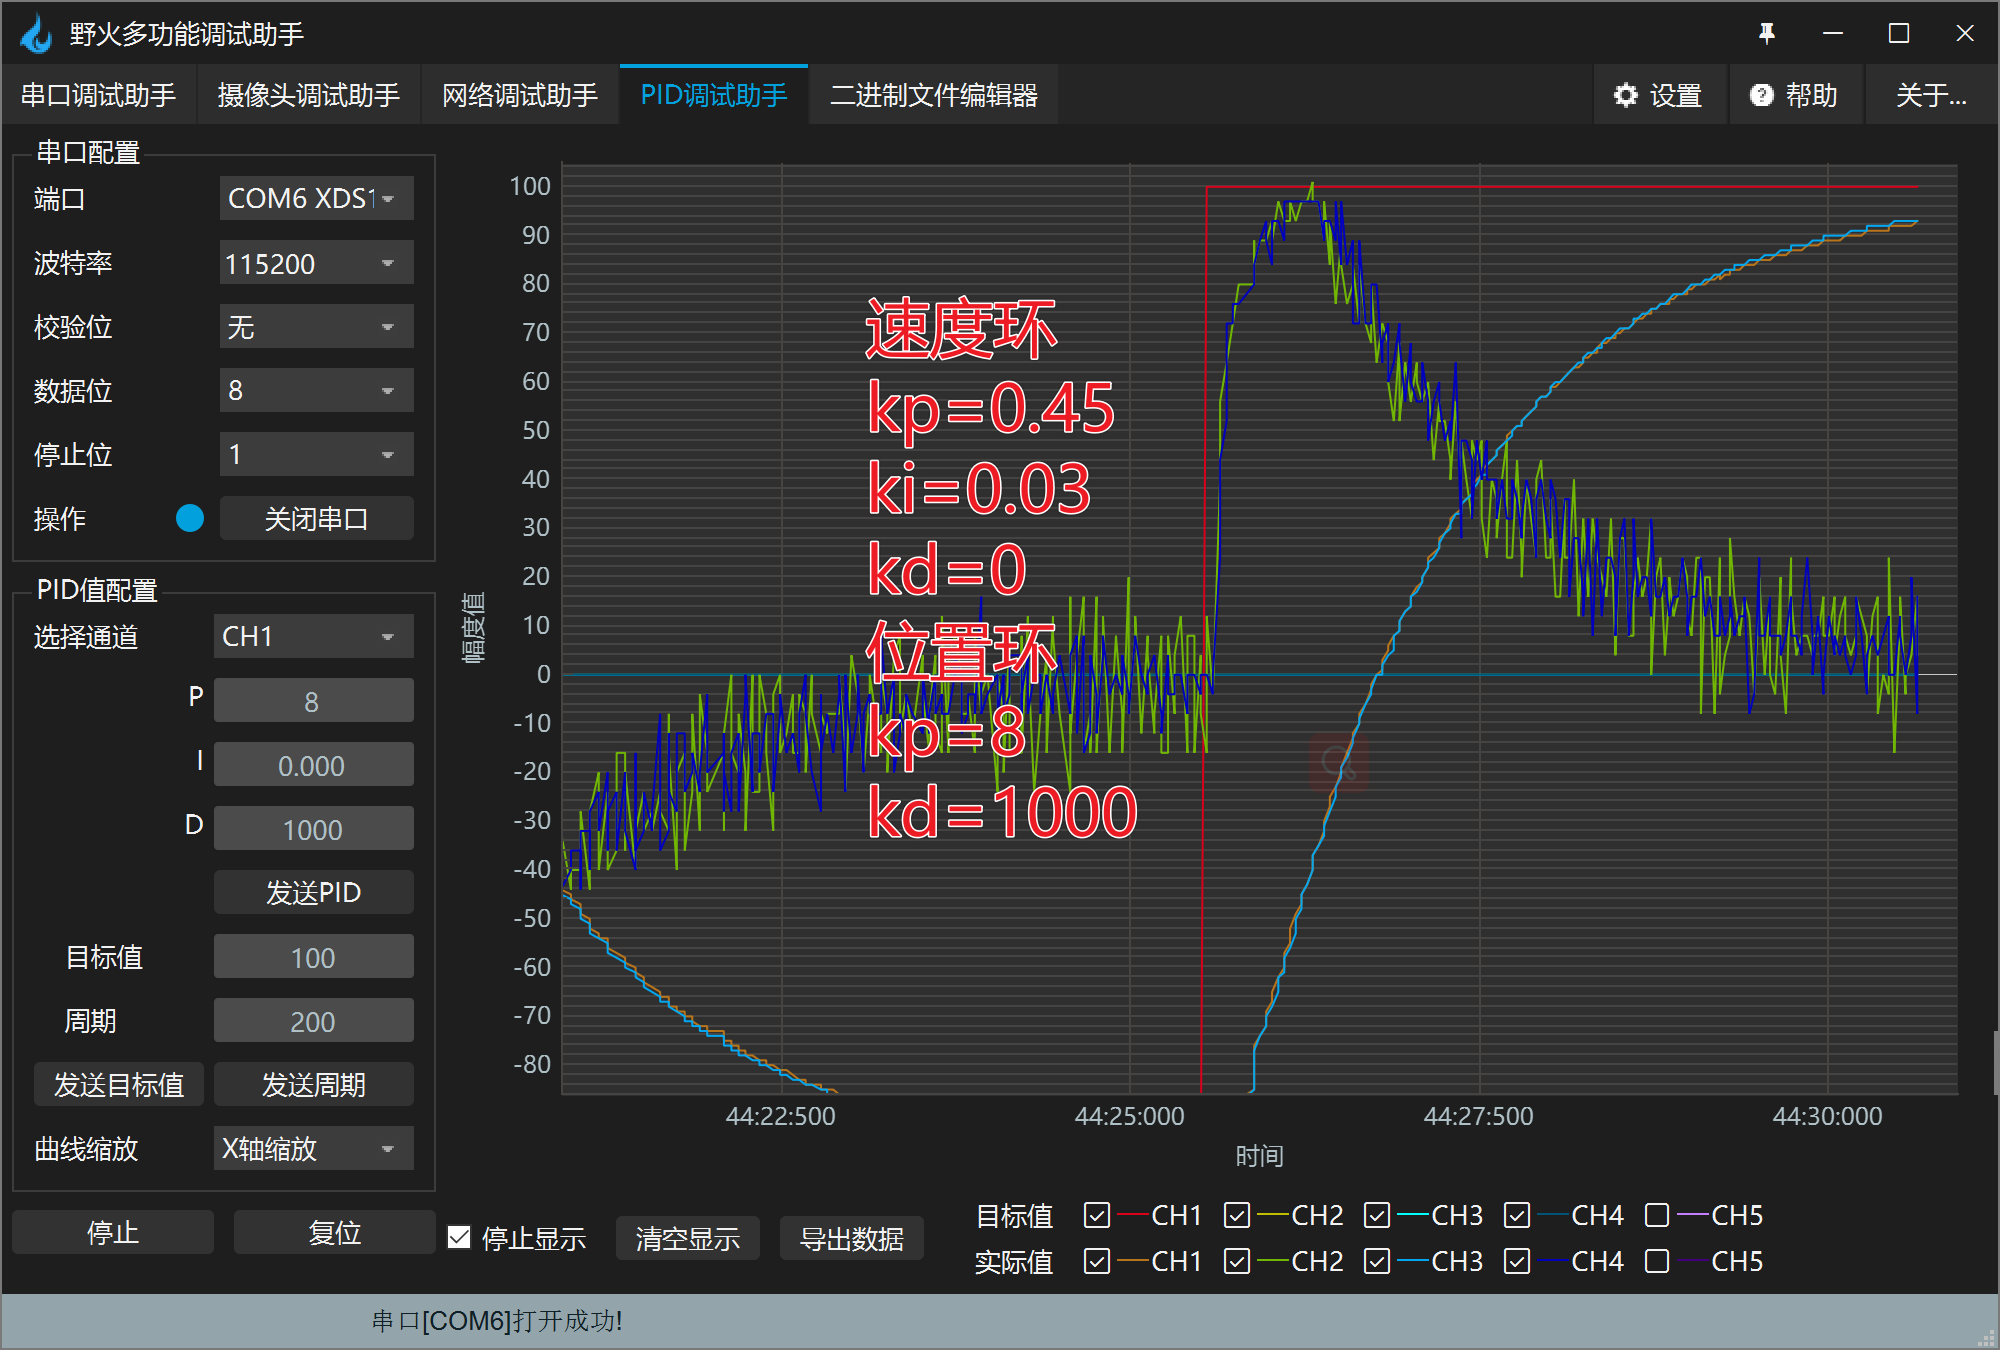 野火多功能调试助手
串口调试助手
摄像头调试助手
网络调试助手
PID调试助手
二进制文件编辑器
设置
帮助
关于...
串口配置
端口
COM6 XDS1
波特率
115200
校验位
无
数据位
8
停止位
1
操作
关闭串口
PID值配置
选择通道
CH1
P
8
I
0.000
D
1000
发送PID
目标值
100
周期
200
发送目标值
发送周期
曲线缩放
X轴缩放
停止
复位
幅度值
100
90
80
70
60
50
40
30
20
10
0
-10
-20
-30
-40
-50
-60
-70
-80
速度环
kp=0.45
ki=0.03
kd=0
位置环
kp=8
kd=1000
44:22:500
44:25:000
44:27:500
44:30:000
时间
停止显示
清空显示
导出数据
目标值 CH1 CH2 CH3 CH4 CH5
实际值 CH1 CH2 CH3 CH4 CH5
串口[COM6]打开成功!